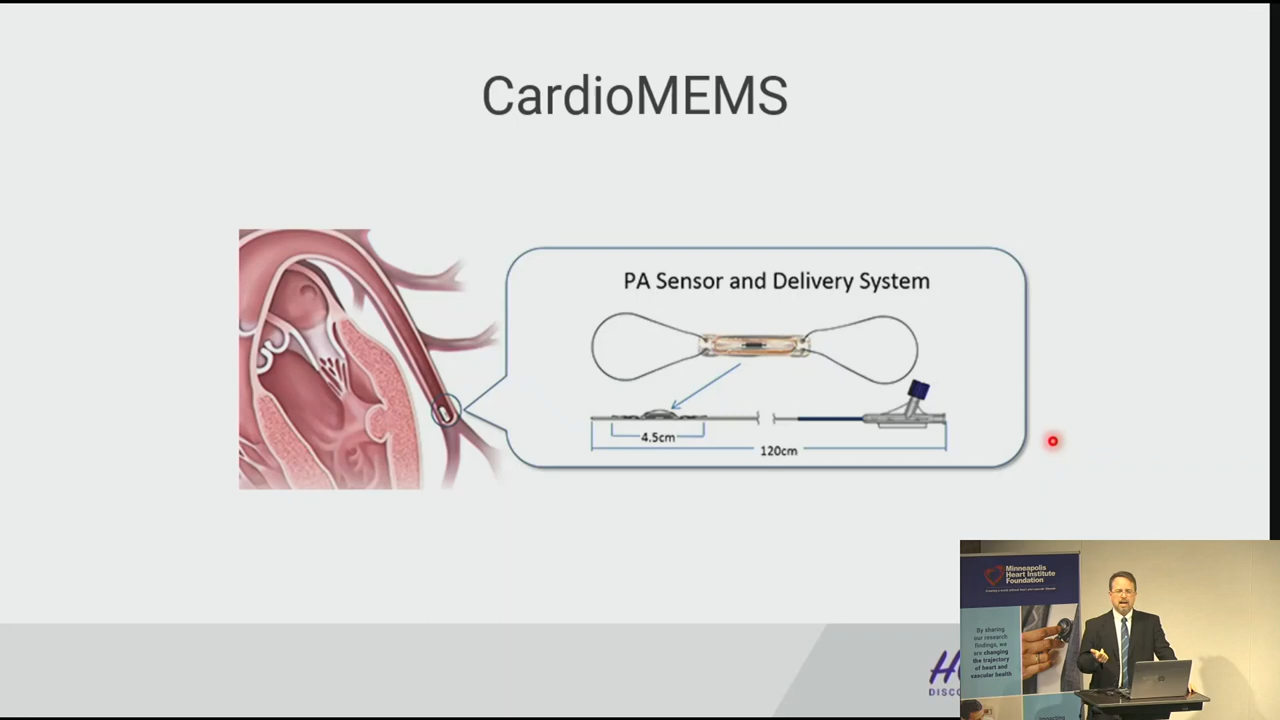 CardioMEMS
PA Sensor and Delivery System
4.5cm
120cm
Minneapolis
Heart Institute
Foundation
By sharing
our research
findings, we
are changing
the trajectory
of heart and
vascular health